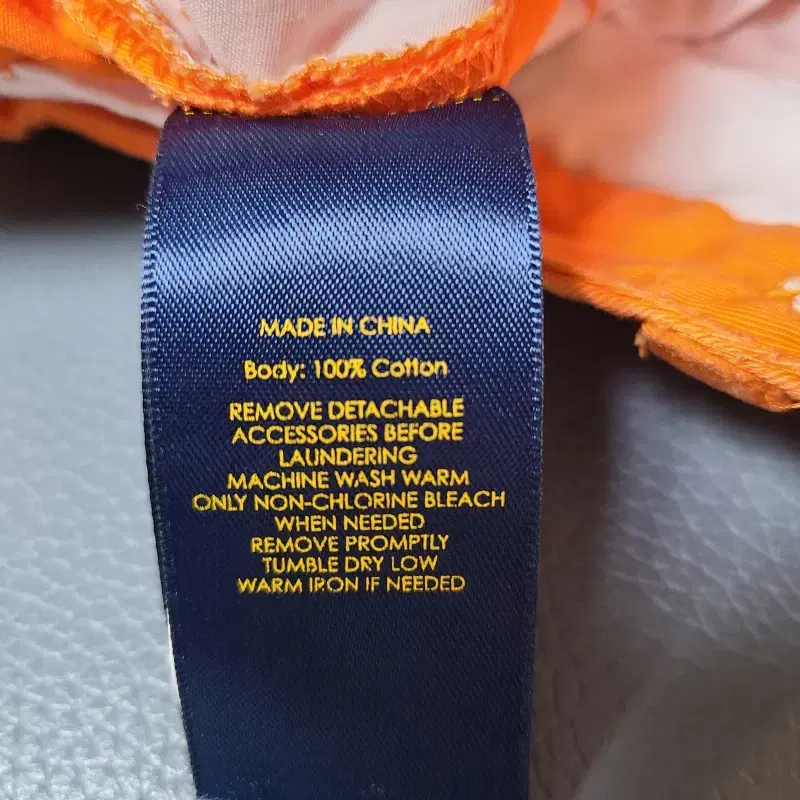 MADE IN CHINA
Body: 100% Cotton
REMOVE DETACHABLE
ACCESSORIES BEFORE
LAUNDERING
MACHINE WASH WARM
ONLY NON-CHLORINE BLEACH
WHEN NEEDED
REMOVE PROMPTLY
TUMBLE DRY LOW
WARM IRON IF NEEDED